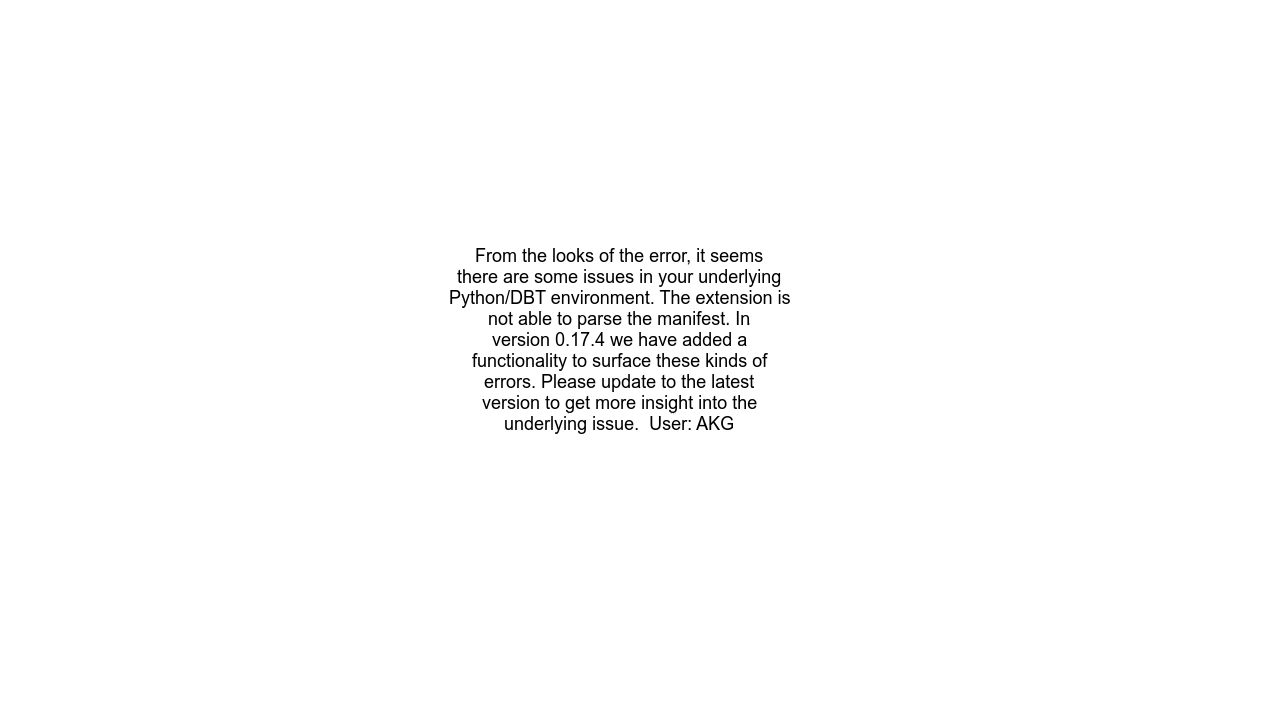 From the looks of the error, it seems
there are some issues in your underlying
Python/DBT environment. The extension is
not able to parse the manifest. In
version 0.17.4 we have added a
functionality to surface these kinds of
errors. Please update to the latest
version to get more insight into the
underlying issue.  User: AKG